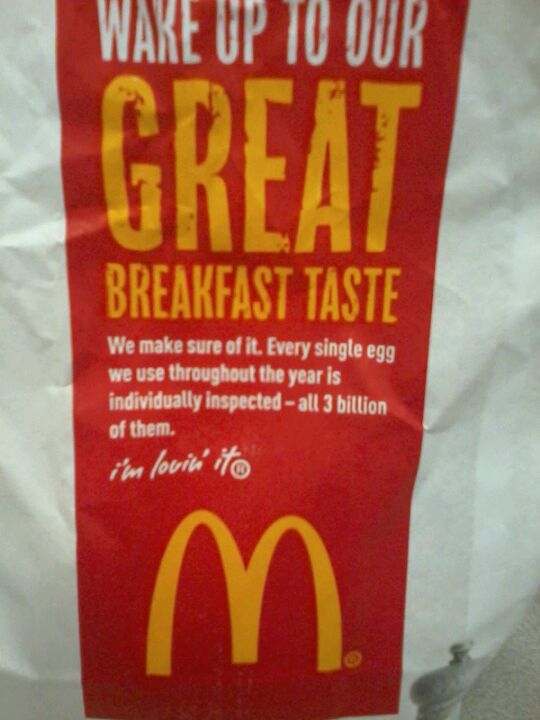 WAKE UP TO OUR
GREAT
BREAKFAST TASTE
We make sure of it. Every single egg
we use throughout the year is
individually inspected – all 3 billion
of them.
i'm lovin' it®
M®